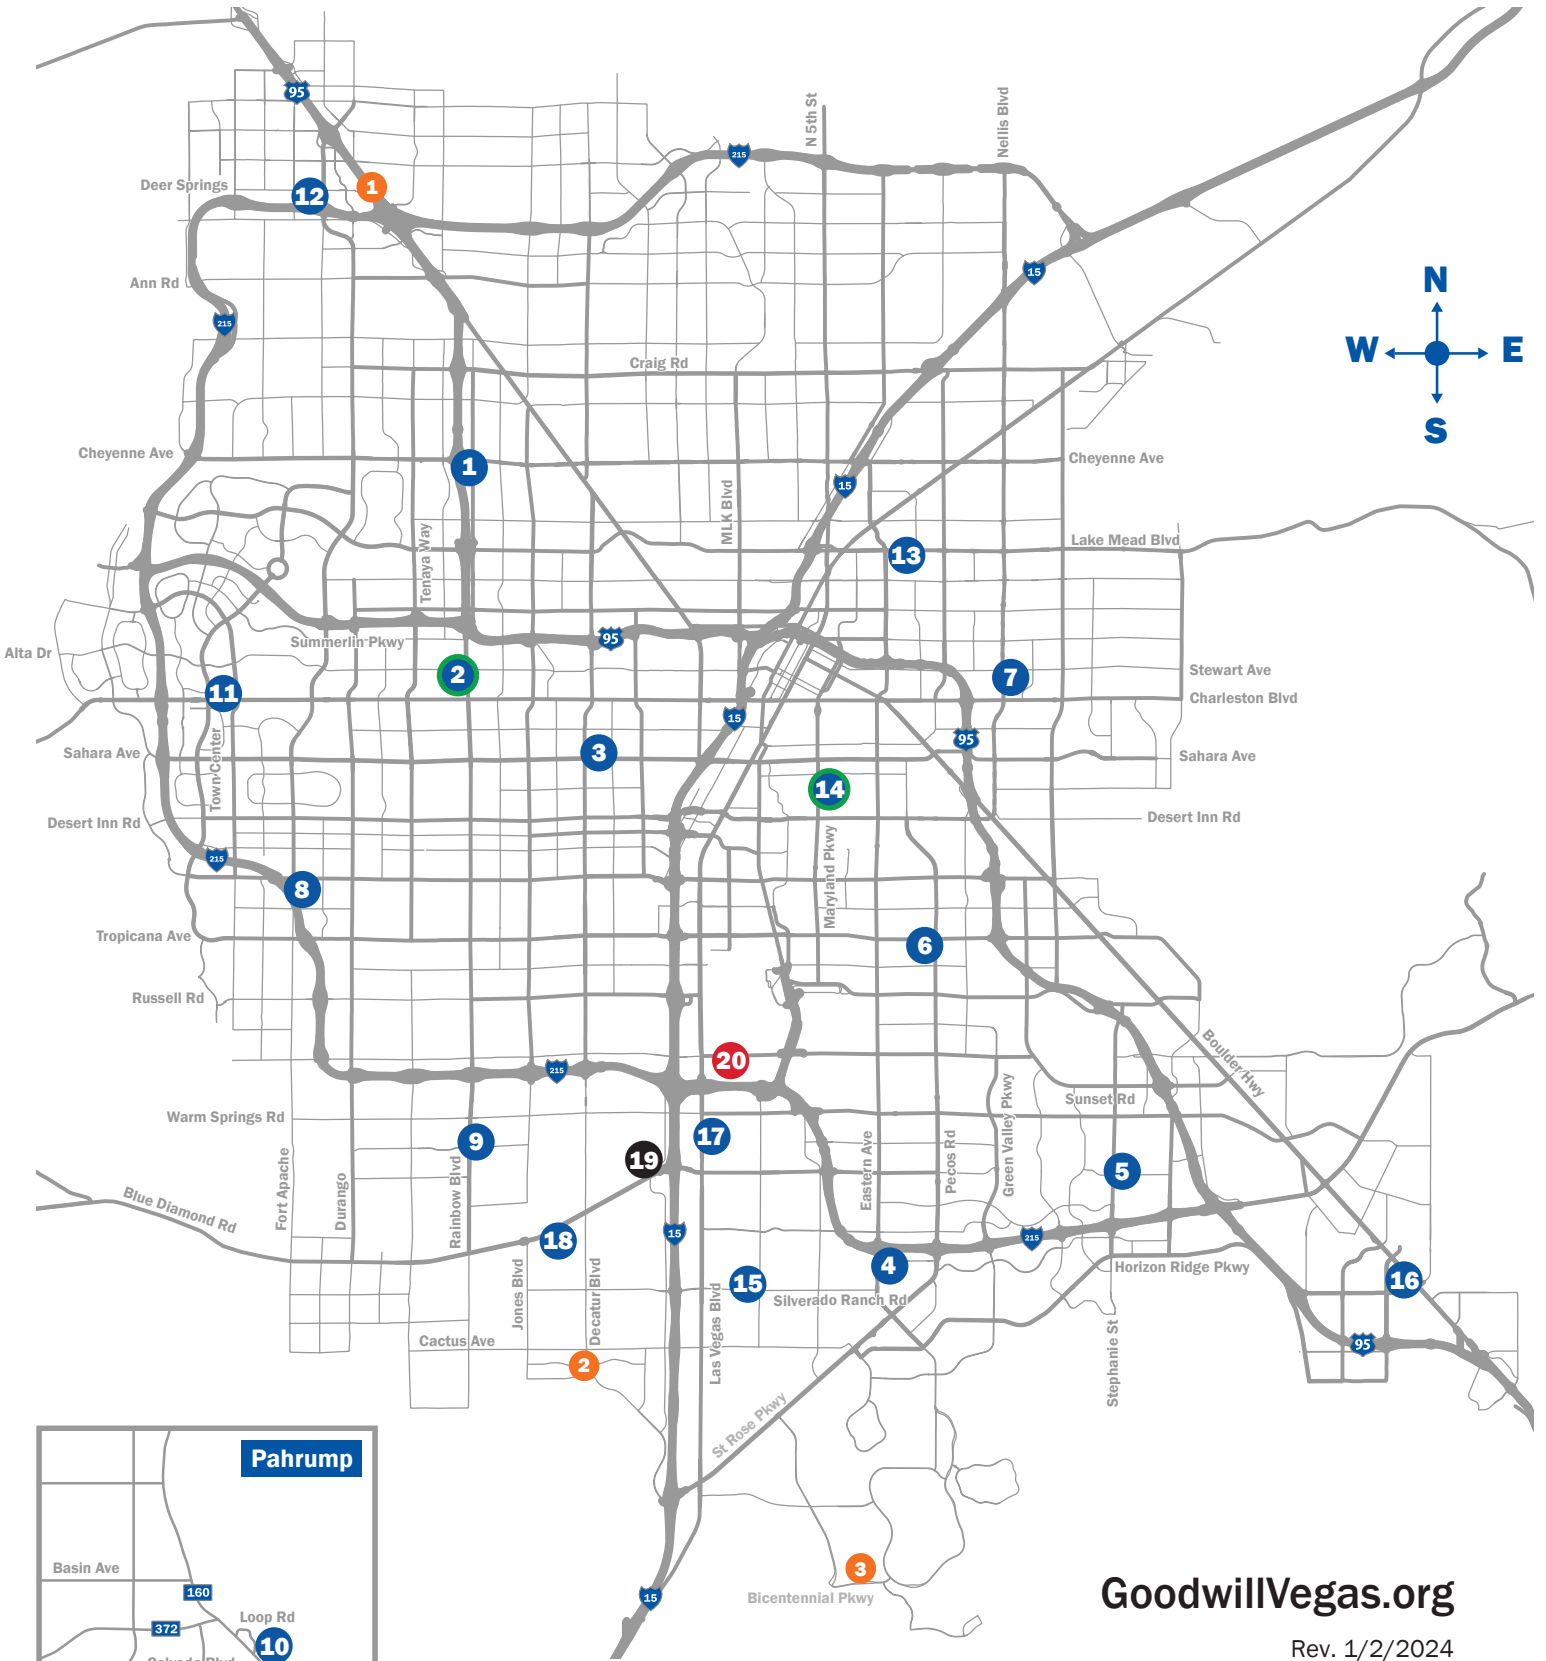 95
N 5th St
Nellis Blvd
215
Deer Springs
12
1
15
Ann Rd
215
N
W
E
S
Craig Rd
Cheyenne Ave
1
Cheyenne Ave
15
MLK Blvd
Tenaya Way
Lake Mead Blvd
13
Summerlin Pkwy
95
Alta Dr
2
7
Stewart Ave
11
Charleston Blvd
15
95
Sahara Ave
3
Sahara Ave
Town Center
14
Desert Inn Rd
Desert Inn Rd
215
8
Maryland Pkwy
Tropicana Ave
6
Russell Rd
Boulder Hwy
20
215
Sunset Rd
Green Valley Pkwy
Warm Springs Rd
9
17
19
5
Eastern Ave
Pecos Rd
Fort Apache
Durango
Rainbow Blvd
Blue Diamond Rd
18
15
215
4
Horizon Ridge Pkwy
16
15
Silverado Ranch Rd
Jones Blvd
Decatur Blvd
Las Vegas Blvd
Cactus Ave
95
Stephanie St
2
St Rose Pkwy
Pahrump
Basin Ave
160
372
Loop Rd
10
Calvada Blvd
3
Bicentennial Pkwy
15
GoodwillVegas.org
Rev. 1/2/2024